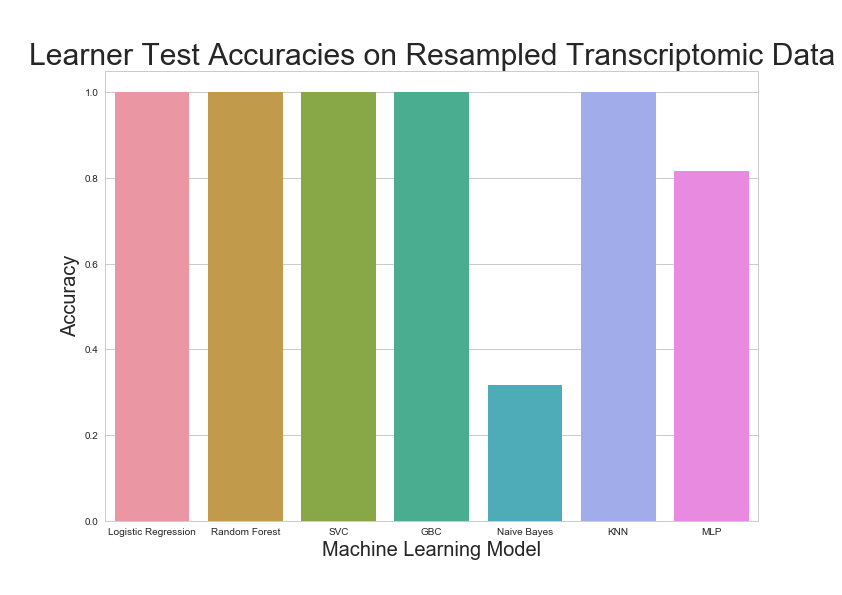 Learner Test Accuracies on Resampled Transcriptomic Data
1.0
0.8
0.6
0.4
0.2
0.0
Accuracy
Logistic Regression Random Forest SVC GBC Naive Bayes KNN MLP
Machine Learning Model